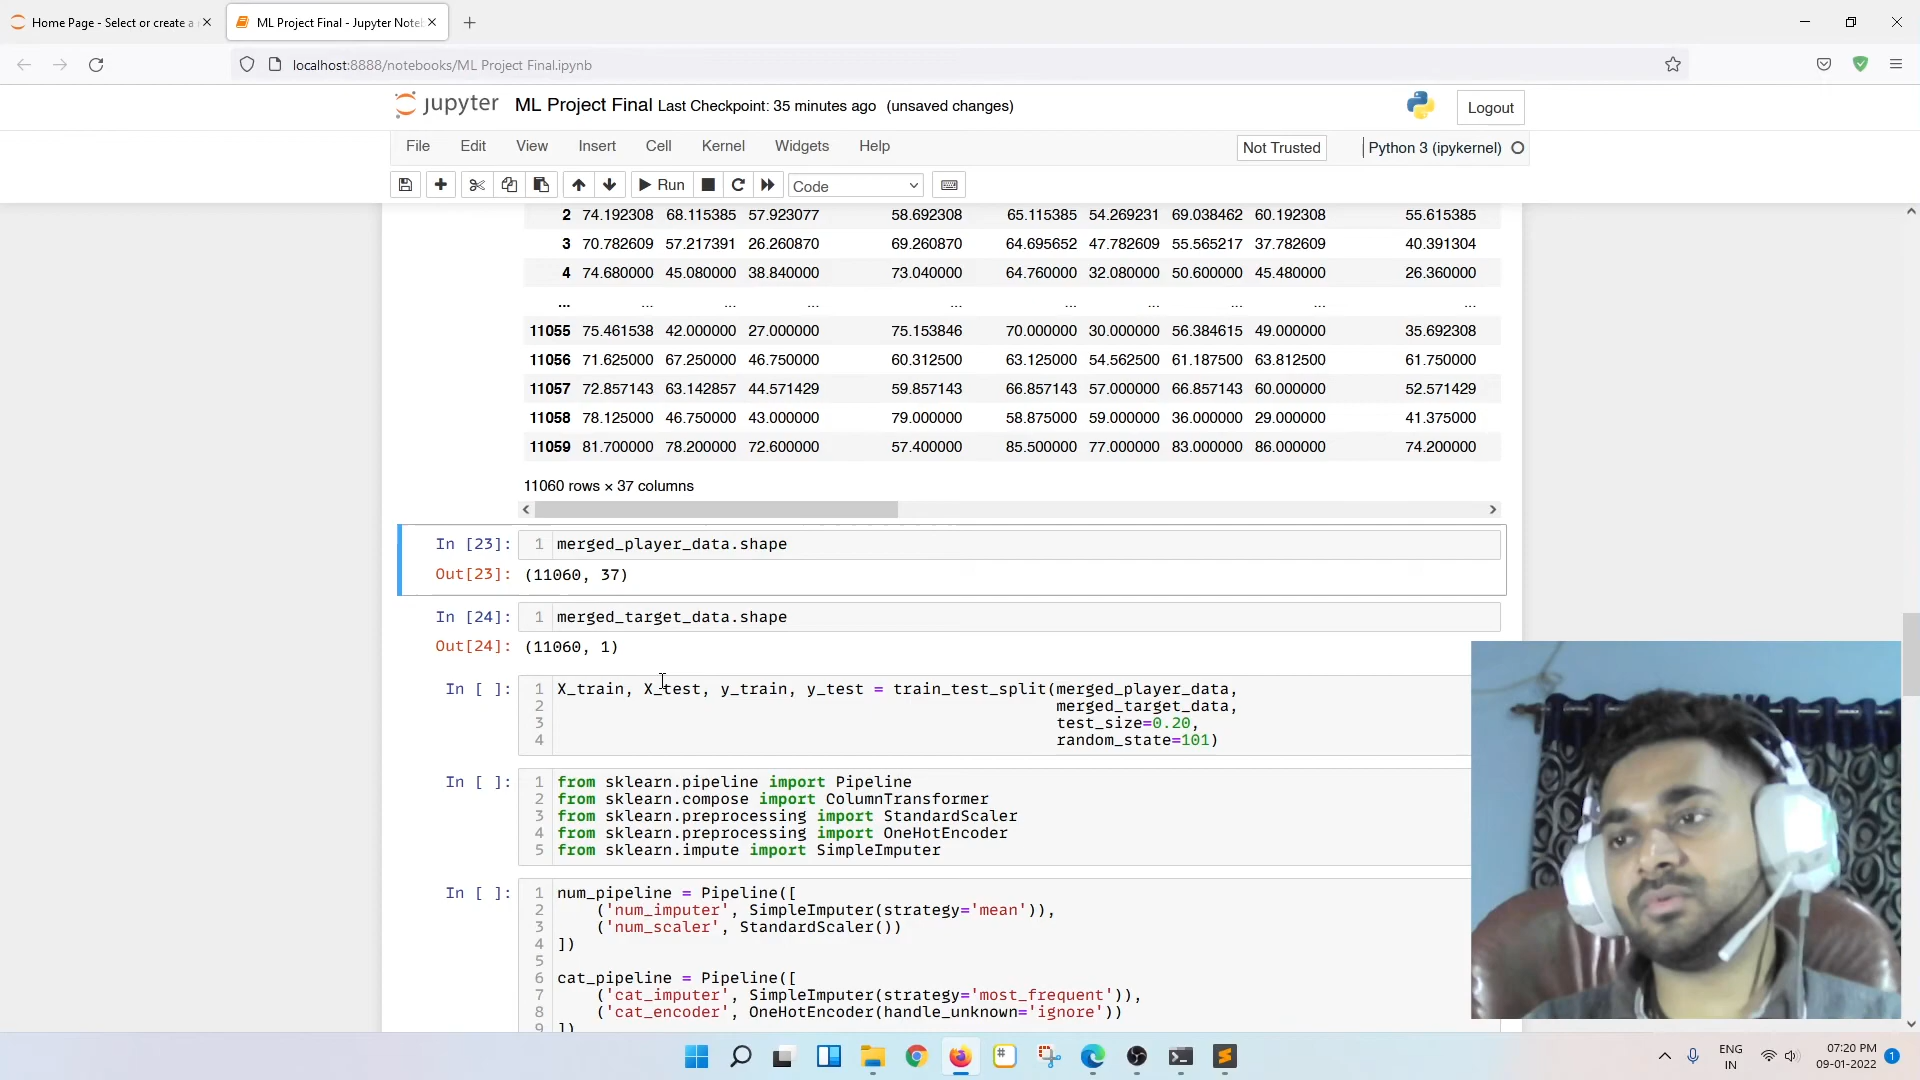 Home Page - Select or create a
ML Project Final - Jupyter Note
localhost:8888/notebooks/ML Project Final.ipynb
jupyter ML Project Final Last Checkpoint: 35 minutes ago (unsaved changes)
Logout
File Edit View Insert Cell Kernel Widgets Help
Not Trusted
Python 3 (ipykernel)
Run
Code
2 74.192308 68.115385 57.923077 58.692308 65.115385 54.269231 69.038462 60.192308 55.615385
3 70.782609 57.217391 26.260870 69.260870 64.695652 47.782609 55.565217 37.782609 40.391304
4 74.680000 45.080000 38.840000 73.040000 64.760000 32.080000 50.600000 45.480000 26.360000
... ... ... ... ... ... ... ... ... ...
11055 75.461538 42.000000 27.000000 75.153846 70.000000 30.000000 56.384615 49.000000 35.692308
11056 71.625000 67.250000 46.750000 60.312500 63.125000 54.562500 61.187500 63.812500 61.750000
11057 72.857143 63.142857 44.571429 59.857143 66.857143 57.000000 66.857143 60.000000 52.571429
11058 78.125000 46.750000 43.000000 79.000000 58.875000 59.000000 36.000000 29.000000 41.375000
11059 81.700000 78.200000 72.600000 57.400000 85.500000 77.000000 83.000000 86.000000 74.200000
11060 rows × 37 columns
In [23]: 1 merged_player_data.shape
Out[23]: (11060, 37)
In [24]: 1 merged_target_data.shape
Out[24]: (11060, 1)
In [ ]: 1 X_train, X_test, y_train, y_test = train_test_split(merged_player_data,
2 merged_target_data,
3 test_size=0.20,
4 random_state=101)
In [ ]: 1 from sklearn.pipeline import Pipeline
2 from sklearn.compose import ColumnTransformer
3 from sklearn.preprocessing import StandardScaler
4 from sklearn.preprocessing import OneHotEncoder
5 from sklearn.impute import SimpleImputer
In [ ]: 1 num_pipeline = Pipeline([
2 ('num_imputer', SimpleImputer(strategy='mean')),
3 ('num_scaler', StandardScaler())
4 ])
5
6 cat_pipeline = Pipeline([
7 ('cat_imputer', SimpleImputer(strategy='most_frequent')),
8 ('cat_encoder', OneHotEncoder(handle_unknown='ignore'))
9 ])
ENG
IN
07:20 PM
09-01-2022
1